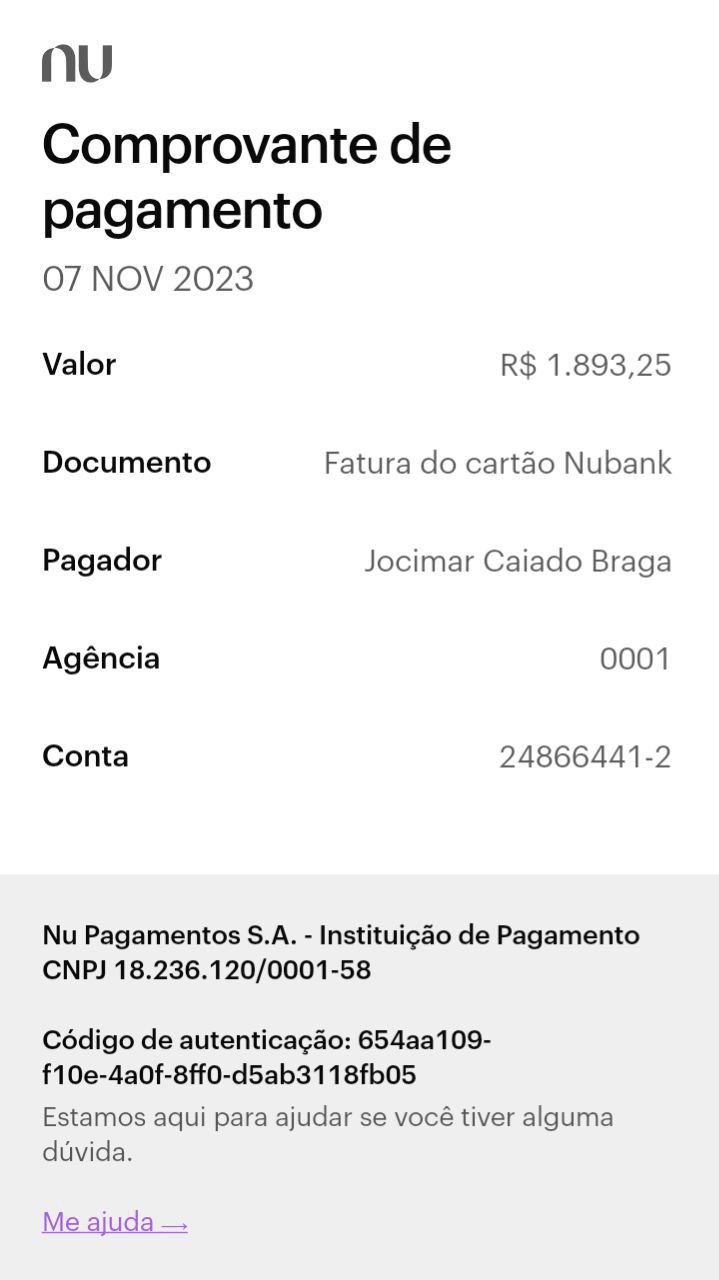 nu
Comprovante de
pagamento
07 NOV 2023
Valor R$ 1.893,25
Documento Fatura do cartão Nubank
Pagador Jocimar Caiado Braga
Agência 0001
Conta 24866441-2
Nu Pagamentos S.A. - Instituição de Pagamento
CNPJ 18.236.120/0001-58
Código de autenticação: 654aa109-
f10e-4a0f-8ff0-d5ab3118fb05
Estamos aqui para ajudar se você tiver alguma
dúvida.
Me ajuda →